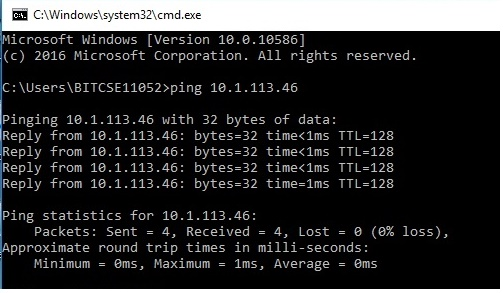 C:\Windows\system32\cmd.exe
Microsoft Windows [Version 10.0.10586]
(c) 2016 Microsoft Corporation. All rights reserved.
C:\Users\BITCSE11052>ping 10.1.113.46
Pinging 10.1.113.46 with 32 bytes of data:
Reply from 10.1.113.46: bytes=32 time<1ms TTL=128
Reply from 10.1.113.46: bytes=32 time<1ms TTL=128
Reply from 10.1.113.46: bytes=32 time<1ms TTL=128
Reply from 10.1.113.46: bytes=32 time=1ms TTL=128
Ping statistics for 10.1.113.46:
Packets: Sent = 4, Received = 4, Lost = 0 (0% loss),
Approximate round trip times in milli-seconds:
Minimum = 0ms, Maximum = 1ms, Average = 0ms